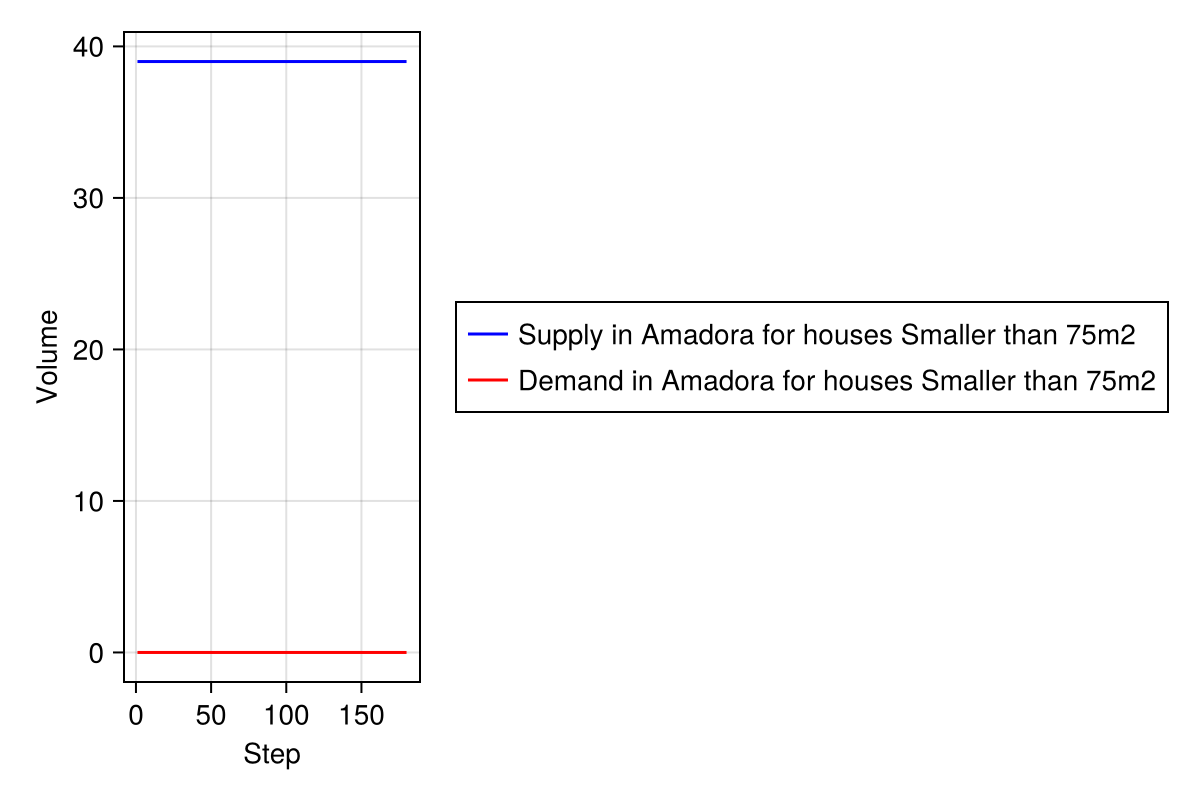 40
30
20
10
0
Volume
0 50 100 150
Step
Supply in Amadora for houses Smaller than 75m2
Demand in Amadora for houses Smaller than 75m2